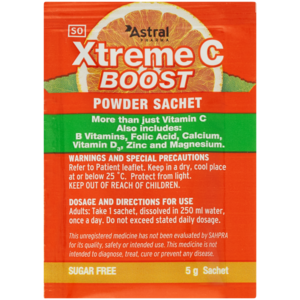 S0
Astral
PHARMA
Xtreme C
BOOST
POWDER SACHET
More than just Vitamin C
Also includes:
B Vitamins, Folic Acid, Calcium,
Vitamin D₃, Zinc and Magnesium.
WARNINGS AND SPECIAL PRECAUTIONS
Refer to Patient leaflet. Keep in a dry, cool place
at or below 25 ˚C. Protect from light.
KEEP OUT OF REACH OF CHILDREN.
DOSAGE AND DIRECTIONS FOR USE
Adults: Take 1 sachet, dissolved in 250 ml water,
once a day. Do not exceed stated daily dosage.
This unregistered medicine has not been evaluated by SAHPRA
for its quality, safety or intended use. This medicine is not
intended to diagnose, treat, cure or prevent any disease.
SUGAR FREE
5 g Sachet